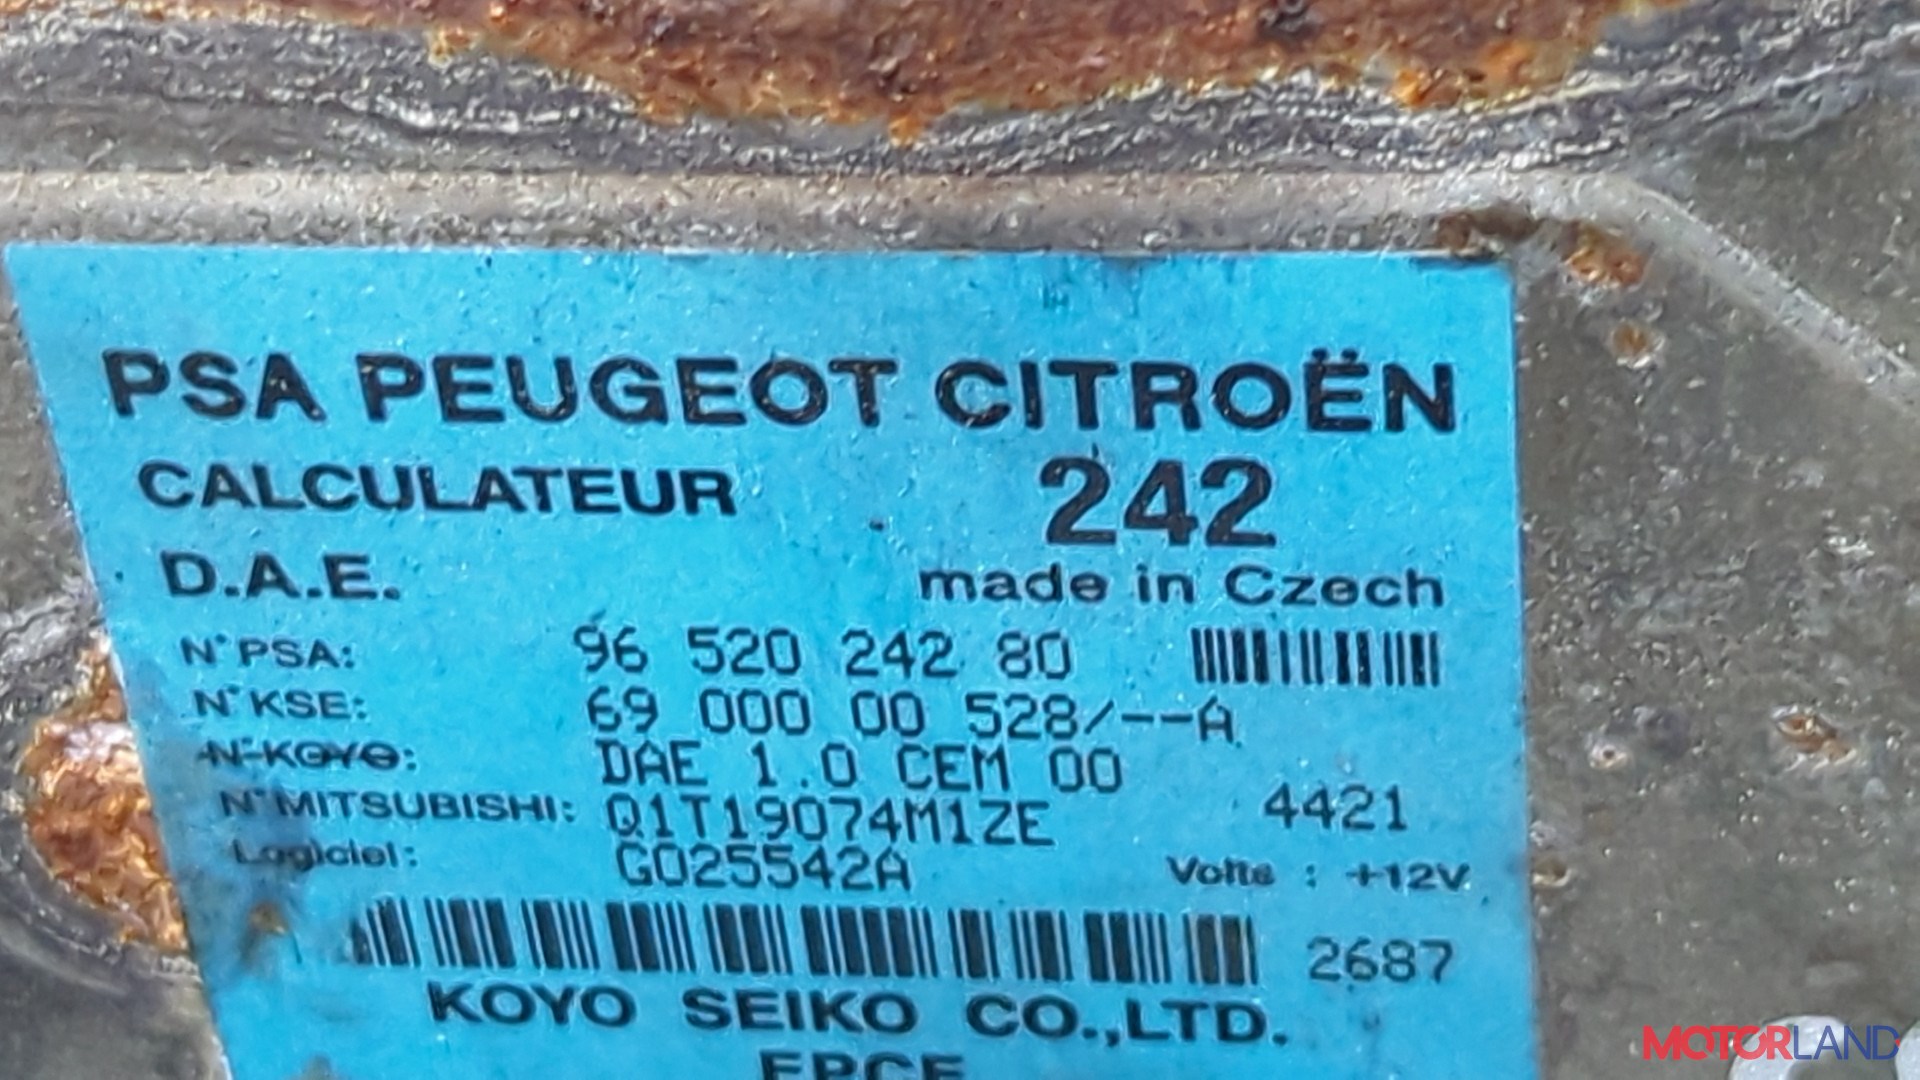 PSA PEUGEOT CITROËN
CALCULATEUR 242
D.A.E. made in Czech
N° PSA: 96 520 242 80
N° KSE: 69 000 00 528/--A
N° KOYO: DAE 1.0 CEM 00
N° MITSUBISHI: Q1T19074M1ZE 4421
Logiciel: G025542A Volts : +12V
2687
KOYO SEIKO CO.,LTD.
MOTORLAND